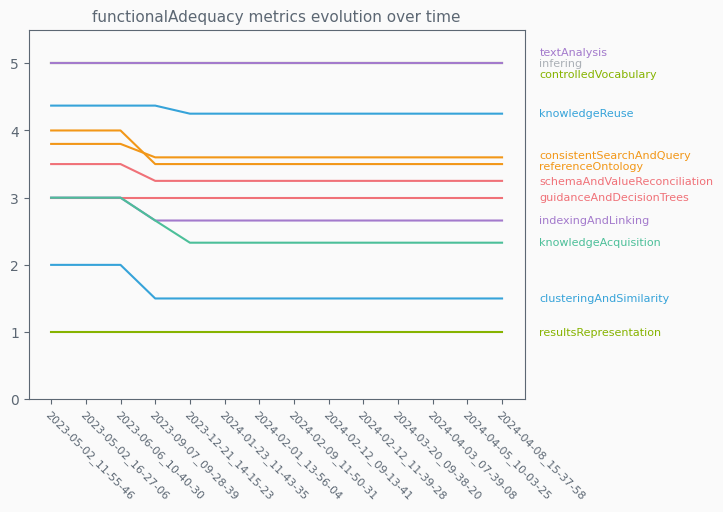 functionalAdequacy metrics evolution over time
5
4
3
2
1
0
textAnalysis
infering
controlledVocabulary
knowledgeReuse
consistentSearchAndQuery
referenceOntology
schemaAndValueReconciliation
guidanceAndDecisionTrees
indexingAndLinking
knowledgeAcquisition
clusteringAndSimilarity
resultsRepresentation
2023-05-02_11-55-46
2023-05-02_16-27-06
2023-06-06_10-40-30
2023-09-07_09-28-39
2023-12-21_14-15-23
2024-01-23_11-43-35
2024-02-01_13-56-04
2024-02-09_11-50-31
2024-02-12_09-13-41
2024-02-12_11-39-28
2024-03-20_09-38-20
2024-04-03_07-39-08
2024-04-05_10-03-25
2024-04-08_15-37-58